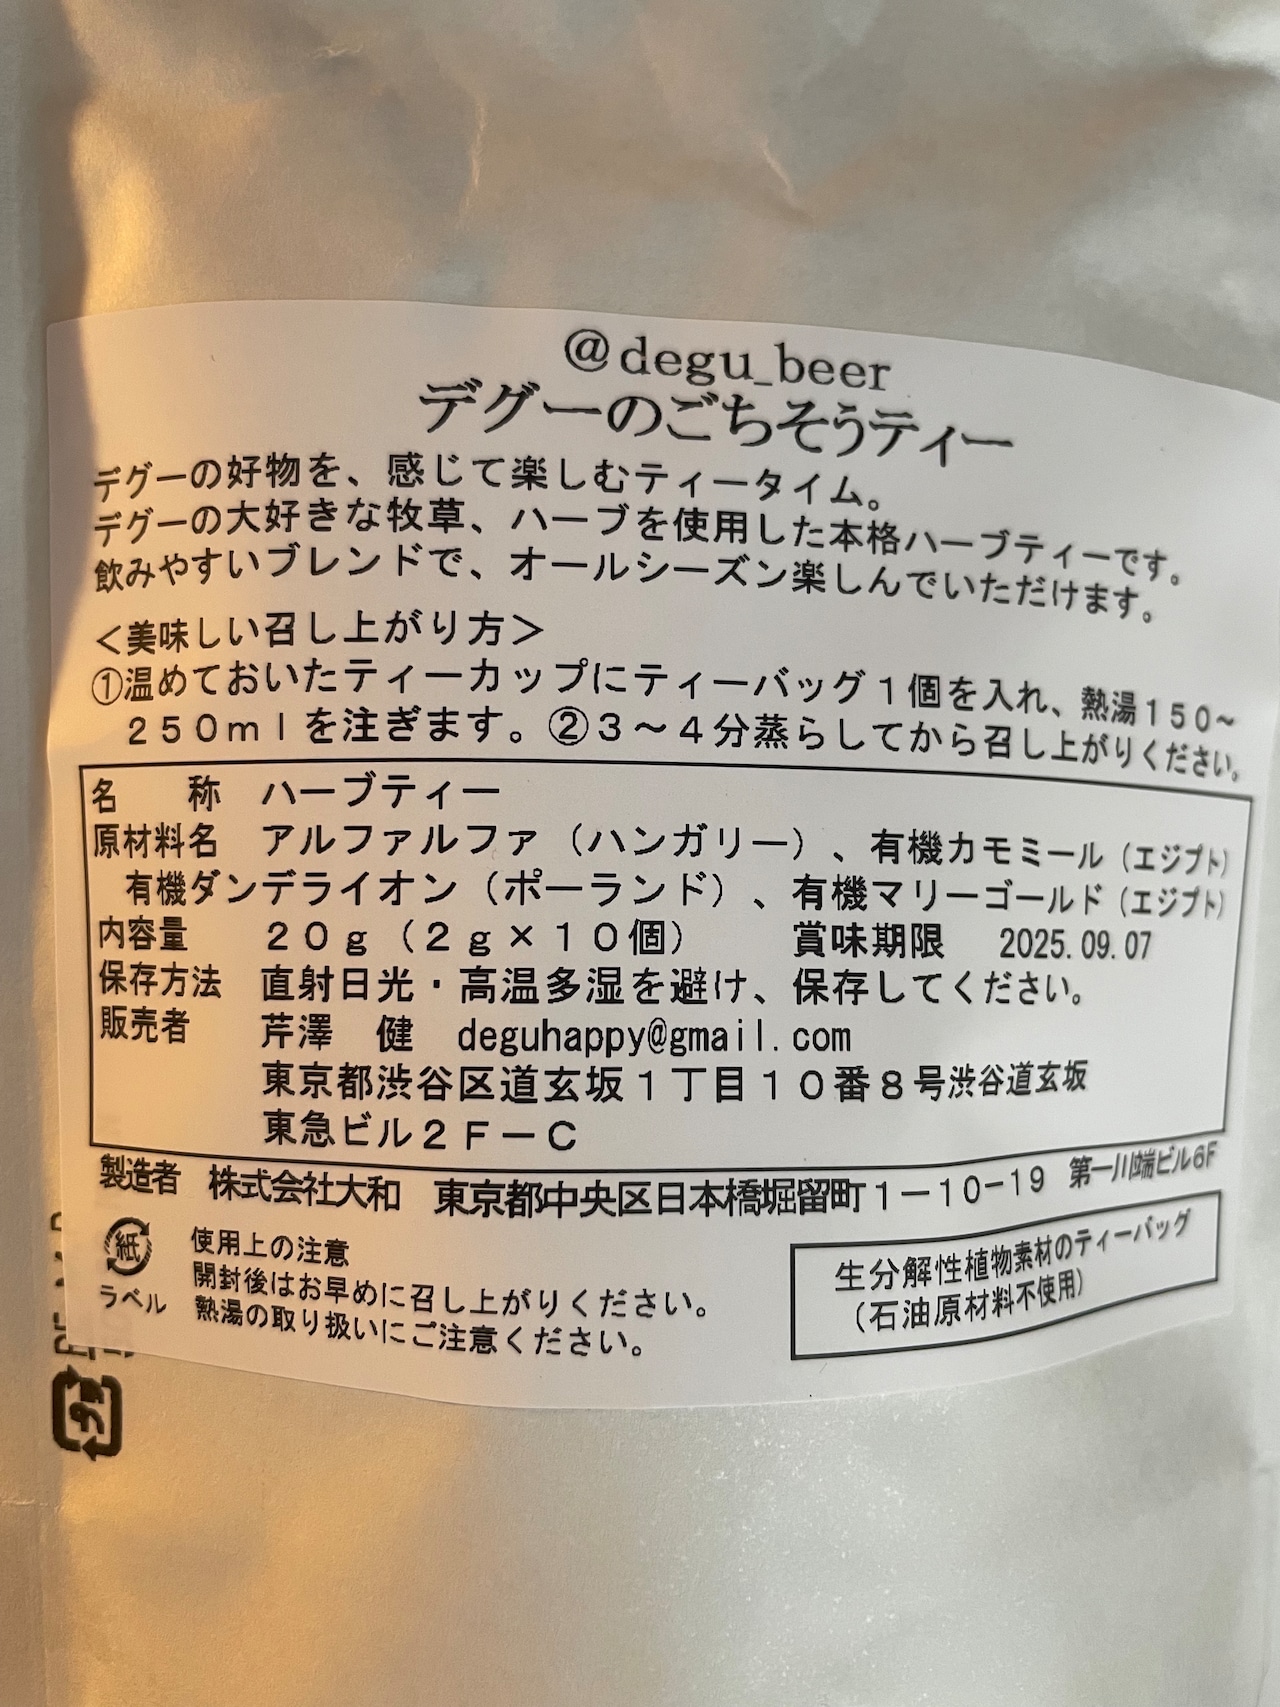 @degu_beer
デグーのごちそうティー
デグーの好物を、感じて楽しむティータイム。
デグーの大好きな牧草、ハーブを使用した本格ハーブティーです。
飲みやすいブレンドで、オールシーズン楽しんでいただけます。
＜美味しい召し上がり方＞
①温めておいたティーカップにティーバッグ１個を入れ、熱湯１５０～
２５０ｍｌを注ぎます。②３～４分蒸らしてから召し上がりください。
名　　称　ハーブティー
原材料名　アルファルファ（ハンガリー）、有機カモミール（エジプト）
有機ダンデライオン（ポーランド）、有機マリーゴールド（エジプト）
内容量　２０ｇ（２ｇ×１０個）　賞味期限　2025.09.07
保存方法　直射日光・高温多湿を避け、保存してください。
販売者　芹澤　健　deguhappy@gmail.com
東京都渋谷区道玄坂１丁目１０番８号渋谷道玄坂
東急ビル２Ｆ－Ｃ
製造者　株式会社大和　東京都中央区日本橋堀留町１－１０－１９　第一川端ビル6F
紙
ラベル
使用上の注意
開封後はお早めに召し上がりください。
熱湯の取り扱いにご注意ください。
生分解性植物素材のティーバッグ
（石油原材料不使用）